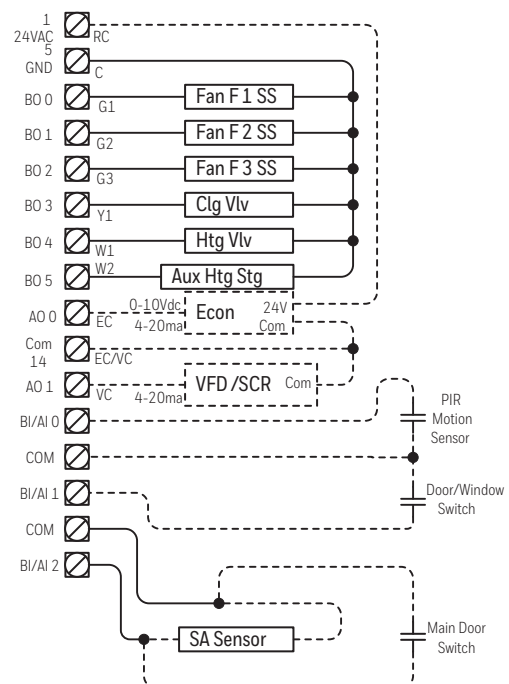 1
24VAC
RC
5
GND
C
BO 0
G1
Fan F 1 SS
BO 1
G2
Fan F 2 SS
BO 2
G3
Fan F 3 SS
BO 3
Y1
Clg Vlv
BO 4
W1
Htg Vlv
BO 5
W2
Aux Htg Stg
AO 0
EC
0-10Vdc
4-20ma
Econ
24V
Com
Com
14
EC/VC
AO 1
VC
4-20ma
VFD /SCR
Com
BI/AI 0
PIR
Motion
Sensor
COM
BI/AI 1
Door/Window
Switch
COM
BI/AI 2
SA Sensor
Main Door
Switch